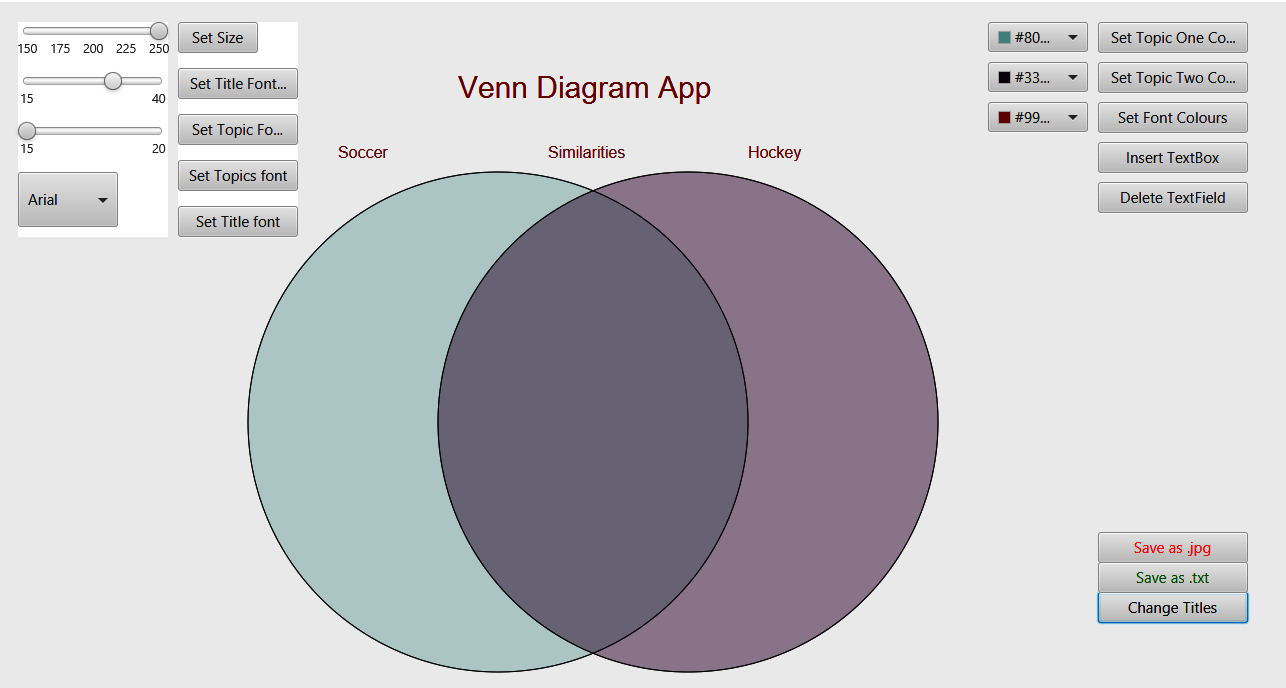 150 175 200 225 250
Set Size
15 40
Set Title Font...
15 20
Set Topic Fo...
Set Topics font
Arial
Set Title font
Venn Diagram App
Soccer Similarities Hockey
#80... Set Topic One Co...
#33... Set Topic Two Co...
#99... Set Font Colours
Insert TextBox
Delete TextField
Save as .jpg
Save as .txt
Change Titles